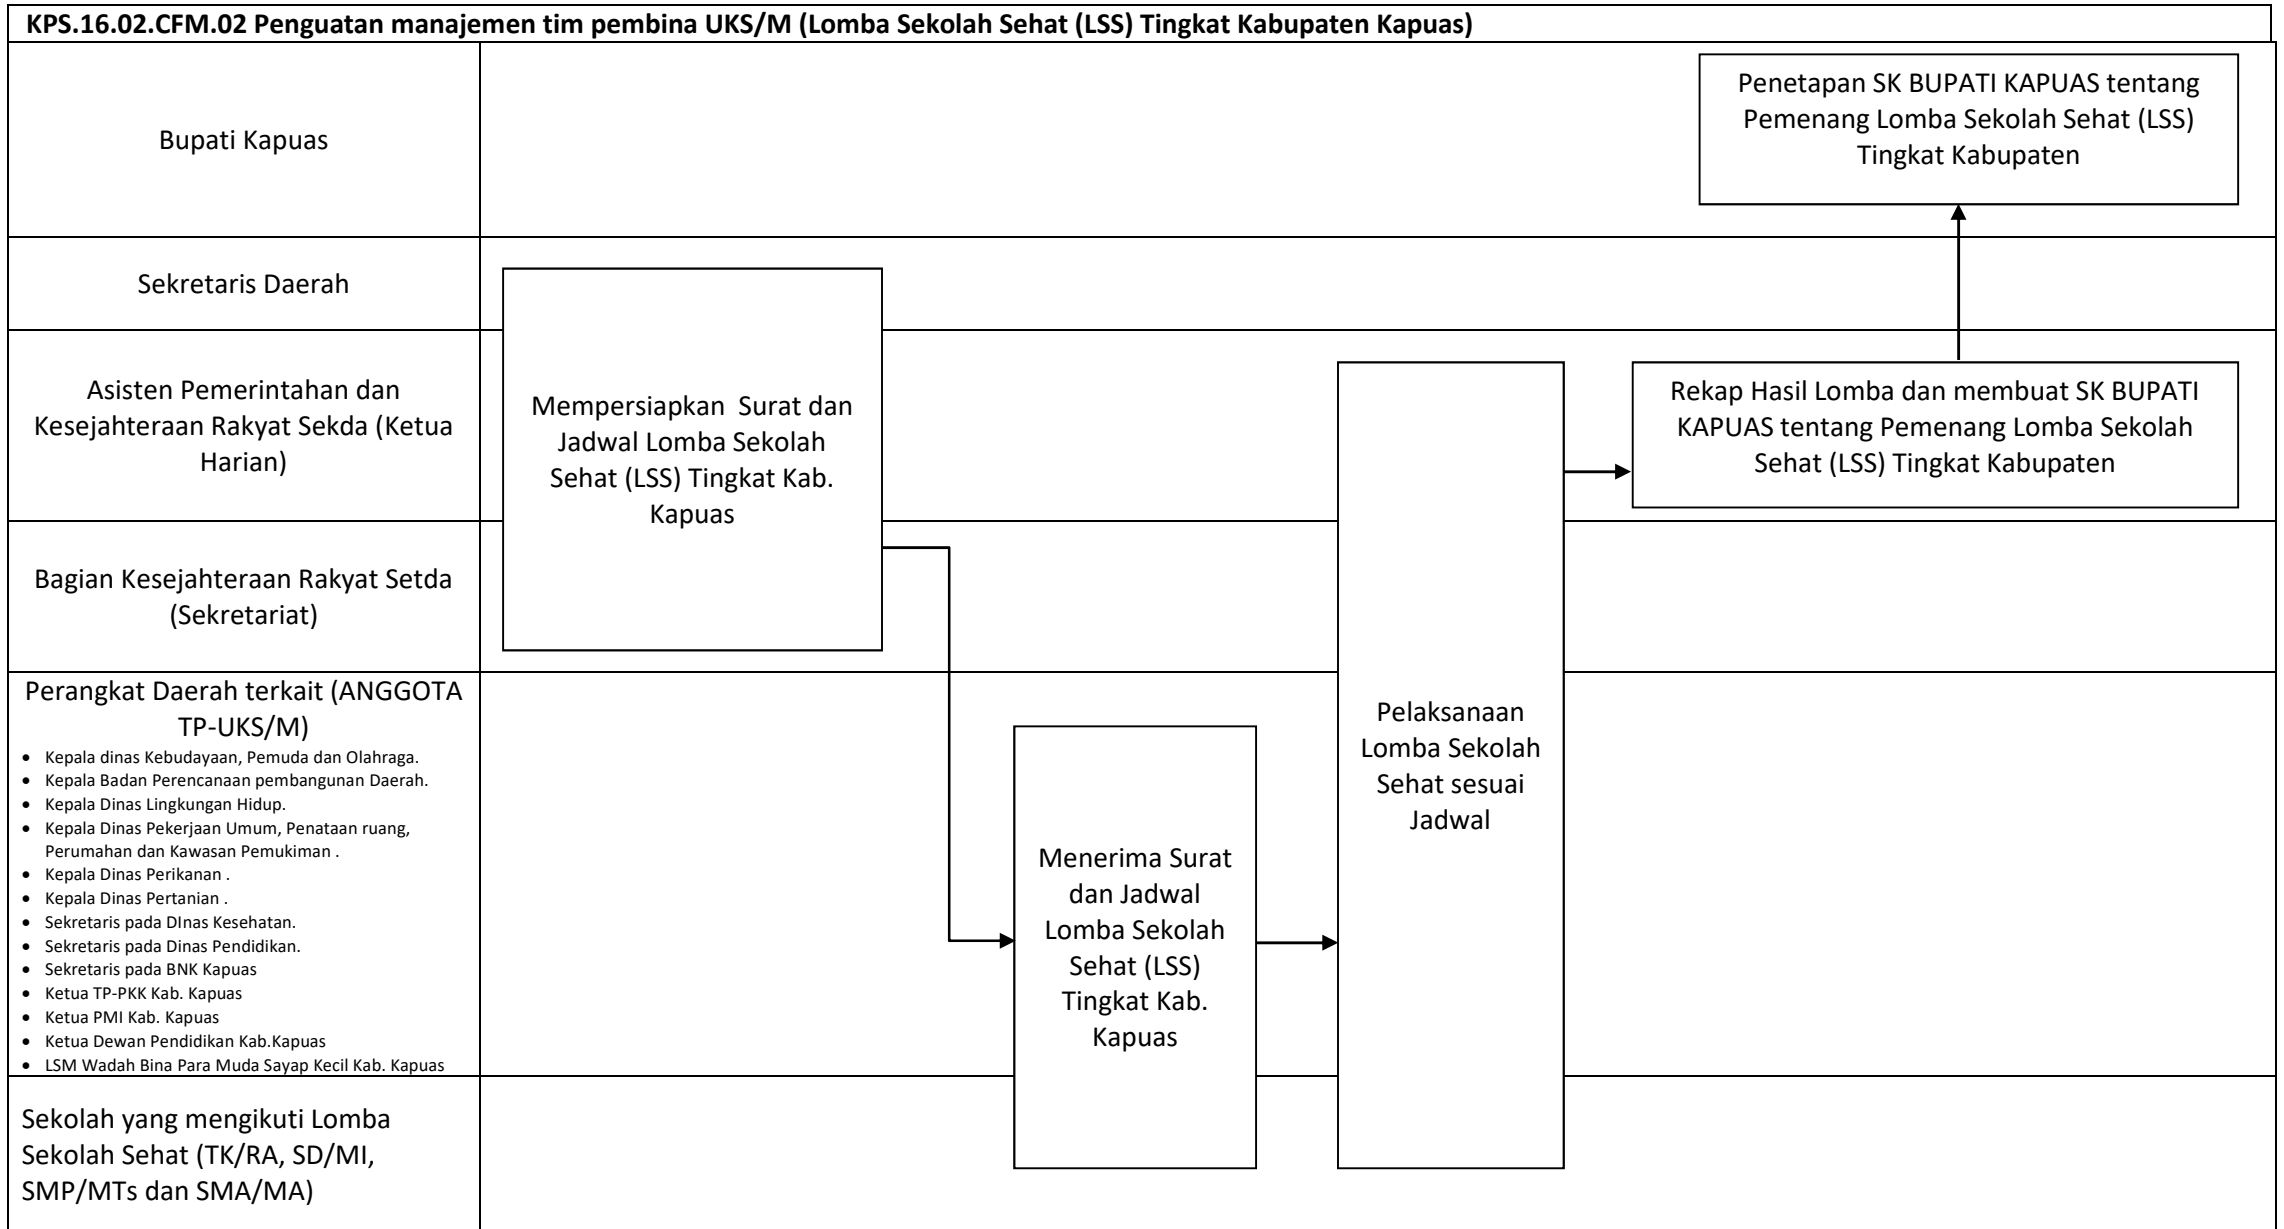 KPS.16.02.CFM.02 Penguatan manajemen tim pembina UKS/M (Lomba Sekolah Sehat (LSS) Tingkat Kabupaten Kapuas)
Bupati Kapuas
Penetapan SK BUPATI KAPUAS tentang
Pemenang Lomba Sekolah Sehat (LSS)
Tingkat Kabupaten
Sekretaris Daerah
Asisten Pemerintahan dan
Kesejahteraan Rakyat Sekda (Ketua
Harian)
Mempersiapkan Surat dan
Jadwal Lomba Sekolah
Sehat (LSS) Tingkat Kab.
Kapuas
Rekap Hasil Lomba dan membuat SK BUPATI
KAPUAS tentang Pemenang Lomba Sekolah
Sehat (LSS) Tingkat Kabupaten
Bagian Kesejahteraan Rakyat Setda
(Sekretariat)
Perangkat Daerah terkait (ANGGOTA
TP-UKS/M)
• Kepala dinas Kebudayaan, Pemuda dan Olahraga.
• Kepala Badan Perencanaan pembangunan Daerah.
• Kepala Dinas Lingkungan Hidup.
• Kepala Dinas Pekerjaan Umum, Penataan ruang,
Perumahan dan Kawasan Pemukiman .
• Kepala Dinas Perikanan .
• Kepala Dinas Pertanian .
• Sekretaris pada DInas Kesehatan.
• Sekretaris pada Dinas Pendidikan.
• Sekretaris pada BNK Kapuas
• Ketua TP-PKK Kab. Kapuas
• Ketua PMI Kab. Kapuas
• Ketua Dewan Pendidikan Kab.Kapuas
• LSM Wadah Bina Para Muda Sayap Kecil Kab. Kapuas
Menerima Surat
dan Jadwal
Lomba Sekolah
Sehat (LSS)
Tingkat Kab.
Kapuas
Pelaksanaan
Lomba Sekolah
Sehat sesuai
Jadwal
Sekolah yang mengikuti Lomba
Sekolah Sehat (TK/RA, SD/MI,
SMP/MTs dan SMA/MA)